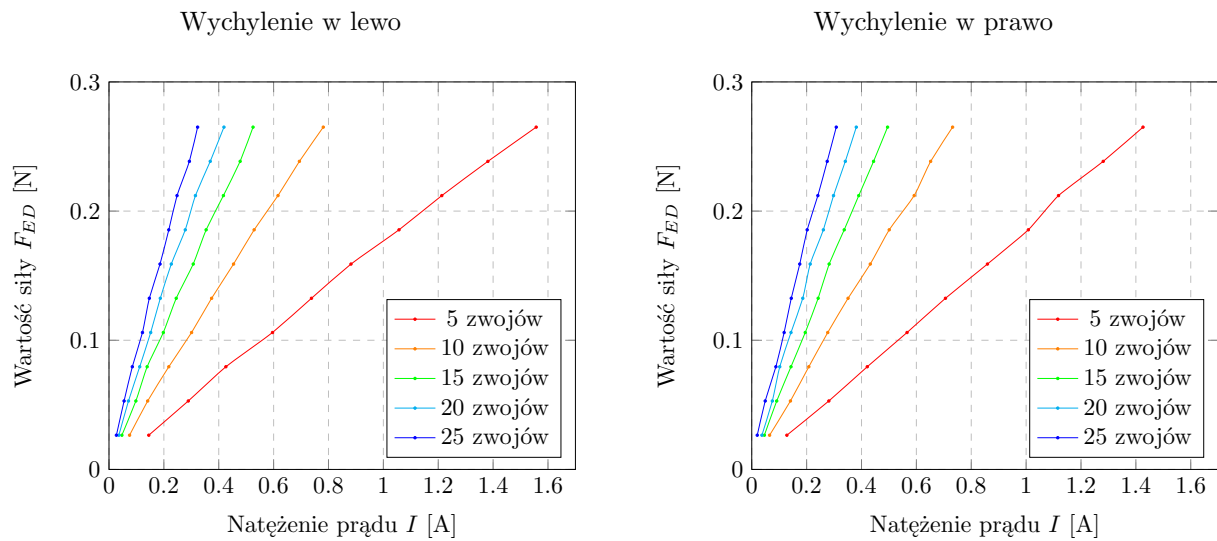 Wychylenie w lewo
0.3
0.2
0.1
0
Wartość siły F_ED [N]
5 zwojów
10 zwojów
15 zwojów
20 zwojów
25 zwojów
0 0.2 0.4 0.6 0.8 1 1.2 1.4 1.6
Natężenie prądu I [A]
Wychylenie w prawo
0.3
0.2
0.1
0
Wartość siły F_ED [N]
5 zwojów
10 zwojów
15 zwojów
20 zwojów
25 zwojów
0 0.2 0.4 0.6 0.8 1 1.2 1.4 1.6
Natężenie prądu I [A]